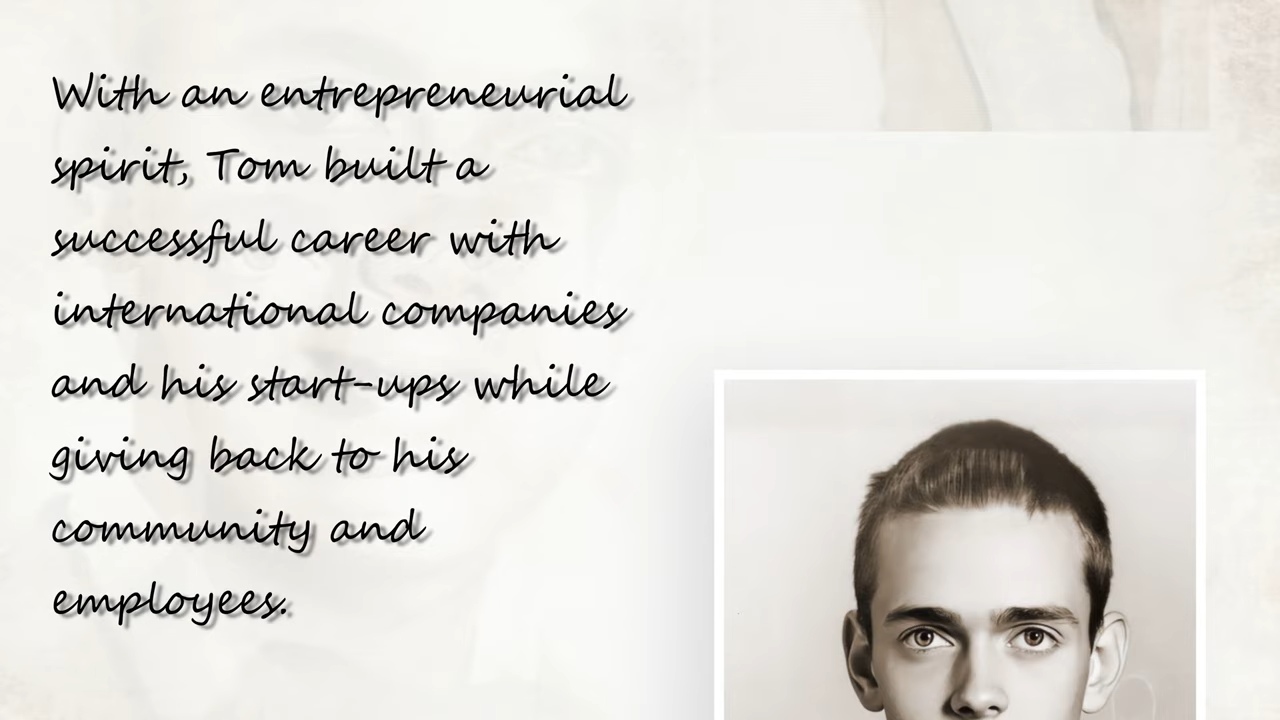 With an entrepreneurial
spirit, Tom built a
successful career with
international companies
and his start-ups while
giving back to his
community and
employees.